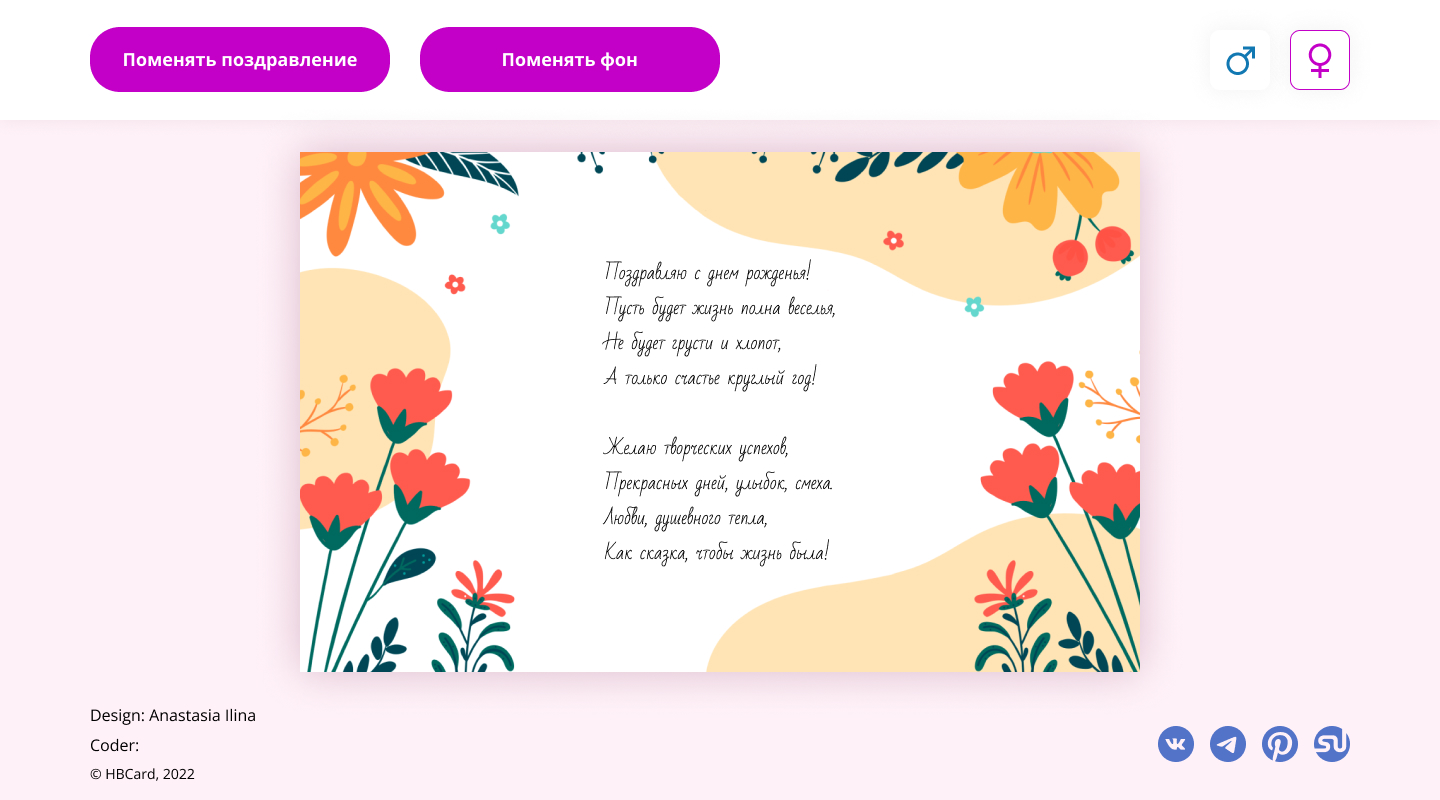 Поменять поздравление
Поменять фон
Поздравляю с днем рожденья!
Пусть будет жизнь полна веселья,
Не будет грусти и хлопот,
А только счастье круглый год!
Желаю творческих успехов,
Прекрасных дней, улыбок, смеха.
Любви, душевного тепла,
Как сказка, чтобы жизнь была!
Design: Anastasia Ilina
Coder:
© HBCard, 2022